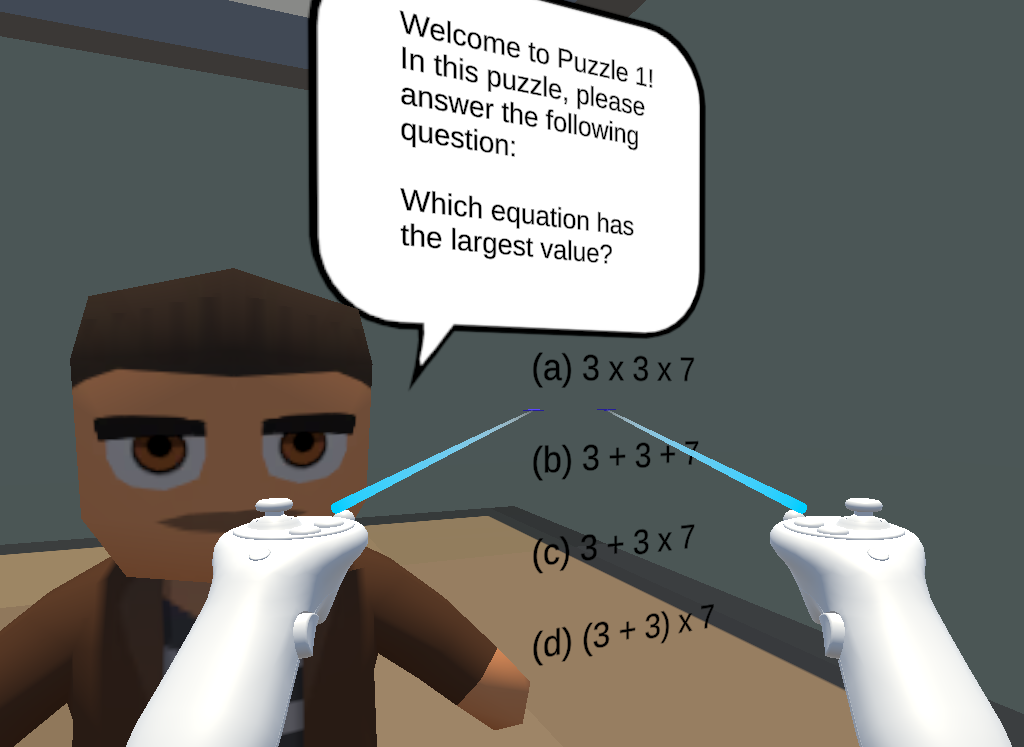 Welcome to Puzzle 1!
In this puzzle, please
answer the following
question:
Which equation has
the largest value?
(a) 3 x 3 x 7
(b) 3 + 3 + 7
(c) 3 + 3 x 7
(d) (3 + 3) x 7